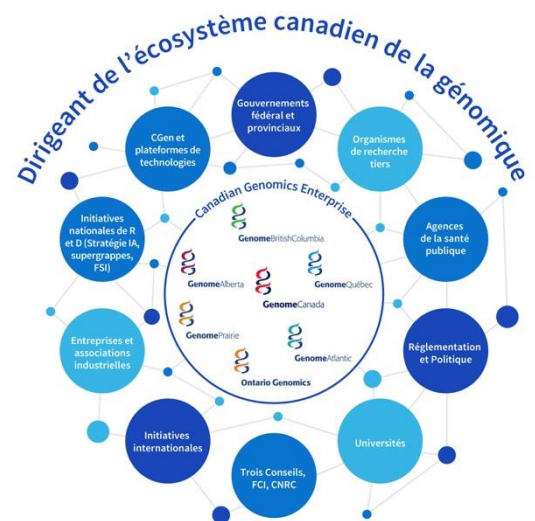 Dirigeant de l'écosystème canadien de la génomique
Gouvernements
fédéral et
provinciaux
Organismes
de recherche
tiers
Agences
de la santé
publique
Réglementation
et Politique
Universités
Trois Conseils,
FCI, CNRC
Initiatives
internationales
Entreprises et
associations
industrielles
Initiatives
nationales de R
et D (Stratégie IA,
supergrappes,
FSI)
CGen et
plateformes de
technologies
Canadian Genomics Enterprise
GenomeBritishColumbia
GenomeAlberta
GenomeQuébec
GenomeCanada
GenomePrairie
GenomeAtlantic
Ontario Genomics